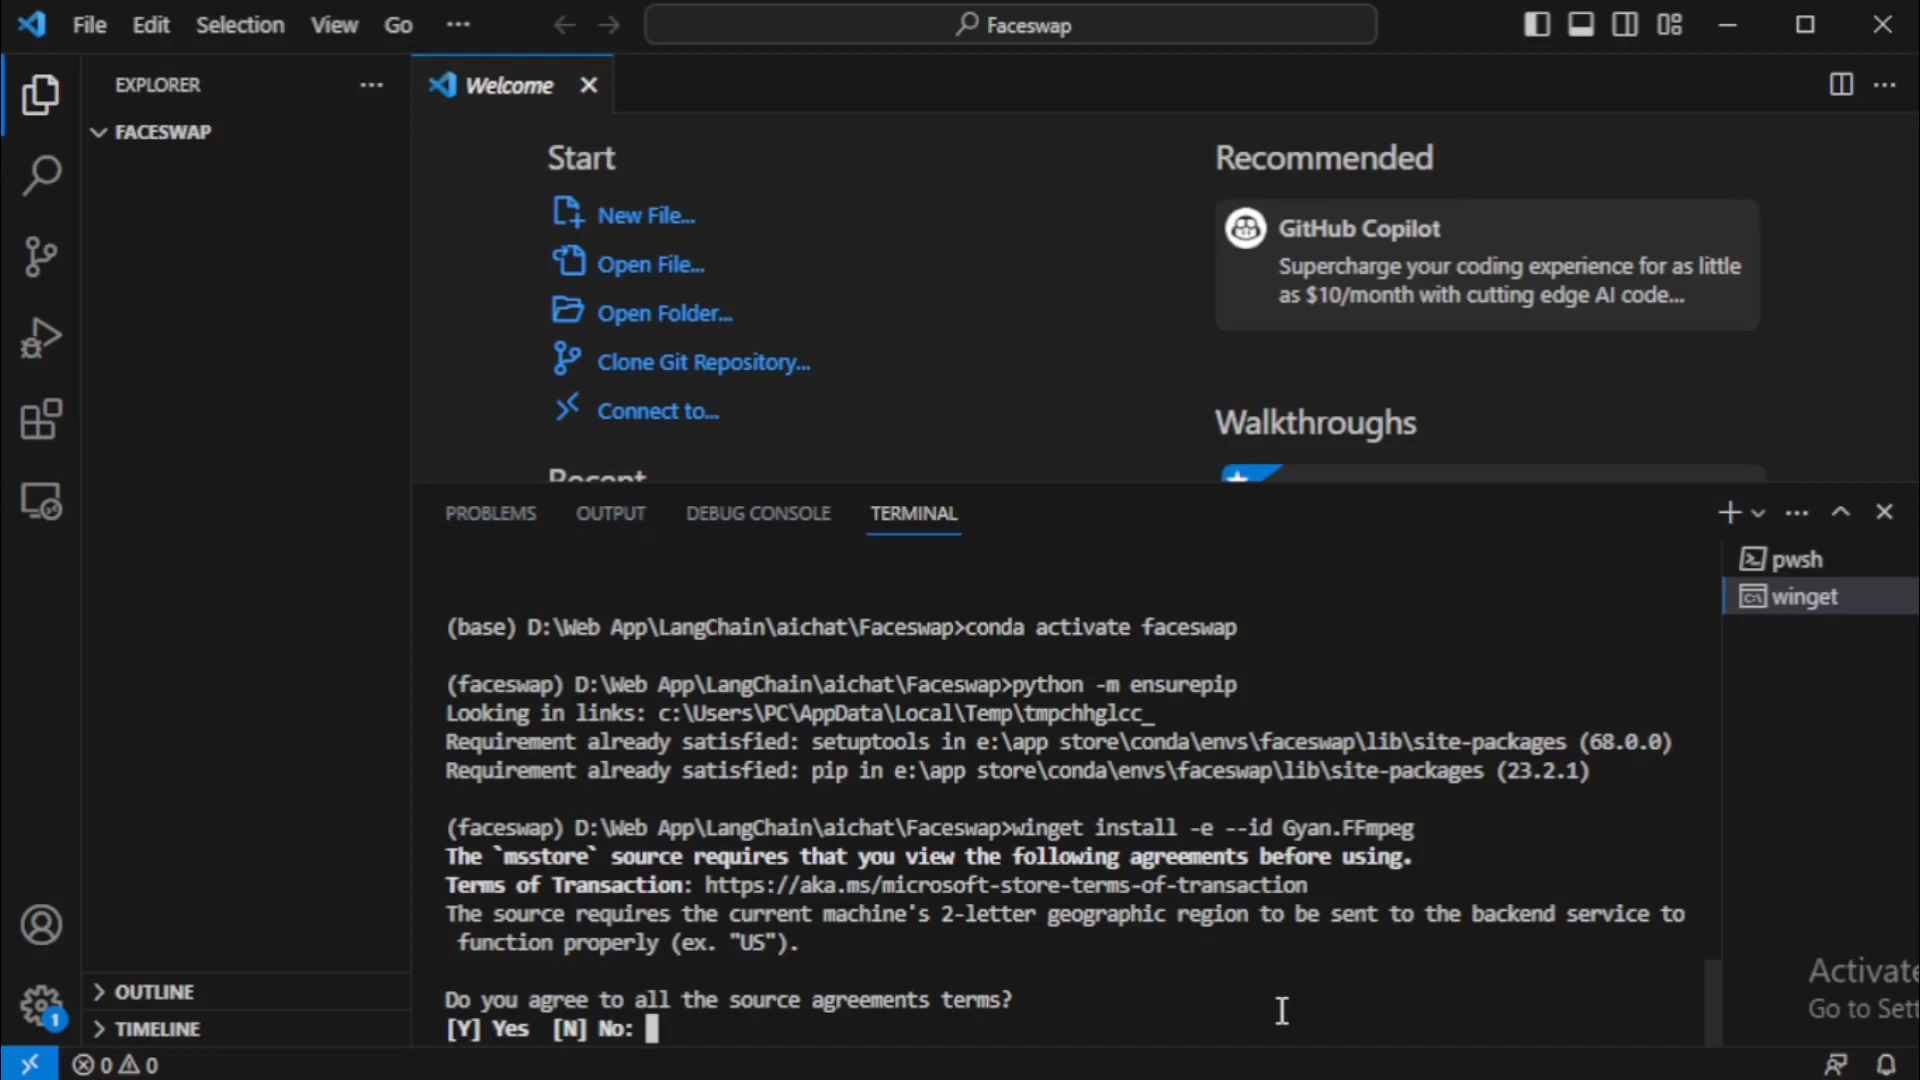 File Edit Selection View Go ···
Faceswap
EXPLORER ···
FACESWAP
Welcome
Start
New File...
Open File...
Open Folder...
Clone Git Repository...
Connect to...
Recent
Recommended
GitHub Copilot
Supercharge your coding experience for as little
as $10/month with cutting edge AI code...
Walkthroughs
PROBLEMS OUTPUT DEBUG CONSOLE TERMINAL
pwsh
winget
(base) D:\Web App\LangChain\aichat\Faceswap>conda activate faceswap
(faceswap) D:\Web App\LangChain\aichat\Faceswap>python -m ensurepip
Looking in links: c:\Users\PC\AppData\Local\Temp\tmpchhglcc_
Requirement already satisfied: setuptools in e:\app store\conda\envs\faceswap\lib\site-packages (68.0.0)
Requirement already satisfied: pip in e:\app store\conda\envs\faceswap\lib\site-packages (23.2.1)
(faceswap) D:\Web App\LangChain\aichat\Faceswap>winget install -e --id Gyan.FFmpeg
The `msstore` source requires that you view the following agreements before using.
Terms of Transaction: https://aka.ms/microsoft-store-terms-of-transaction
The source requires the current machine's 2-letter geographic region to be sent to the backend service to
function properly (ex. "US").
Do you agree to all the source agreements terms?
[Y] Yes [N] No:
OUTLINE
TIMELINE
1
0 0
Activate
Go to Sett